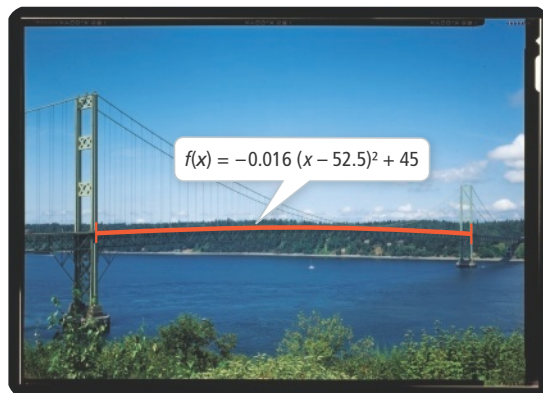 f(x) = −0.016 (x − 52.5)² + 45